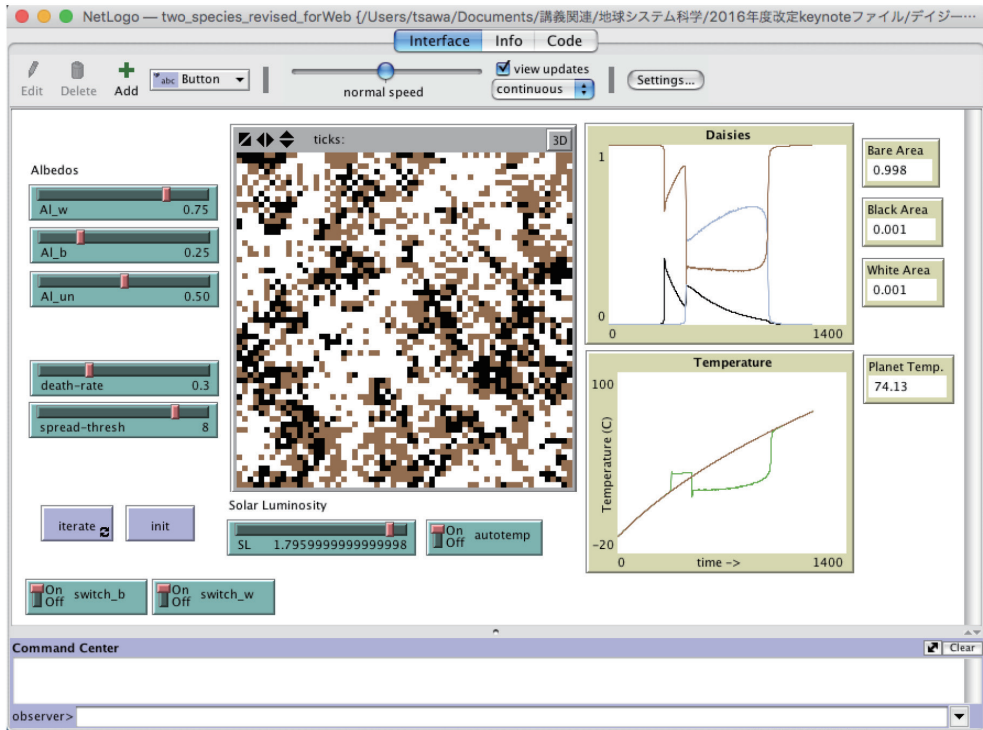 NetLogo — two_species_revised_forWeb {/Users/tsawa/Documents/講義関連/地球システム科学/2016年度改定keynoteファイル/デイジー…
Interface Info Code
Edit Delete Add abc Button normal speed view updates continuous Settings...
ticks: 3D
Albedos
Al_w 0.75
Al_b 0.25
Al_un 0.50
death-rate 0.3
spread-thresh 8
iterate init
Solar Luminosity
SL 1.7959999999999998
On Off autotemp
On Off switch_b
On Off switch_w
Daisies
1
0
0 1400
Temperature
100
Temperature (C)
-20
0 time -> 1400
Bare Area
0.998
Black Area
0.001
White Area
0.001
Planet Temp.
74.13
Command Center Clear
observer>